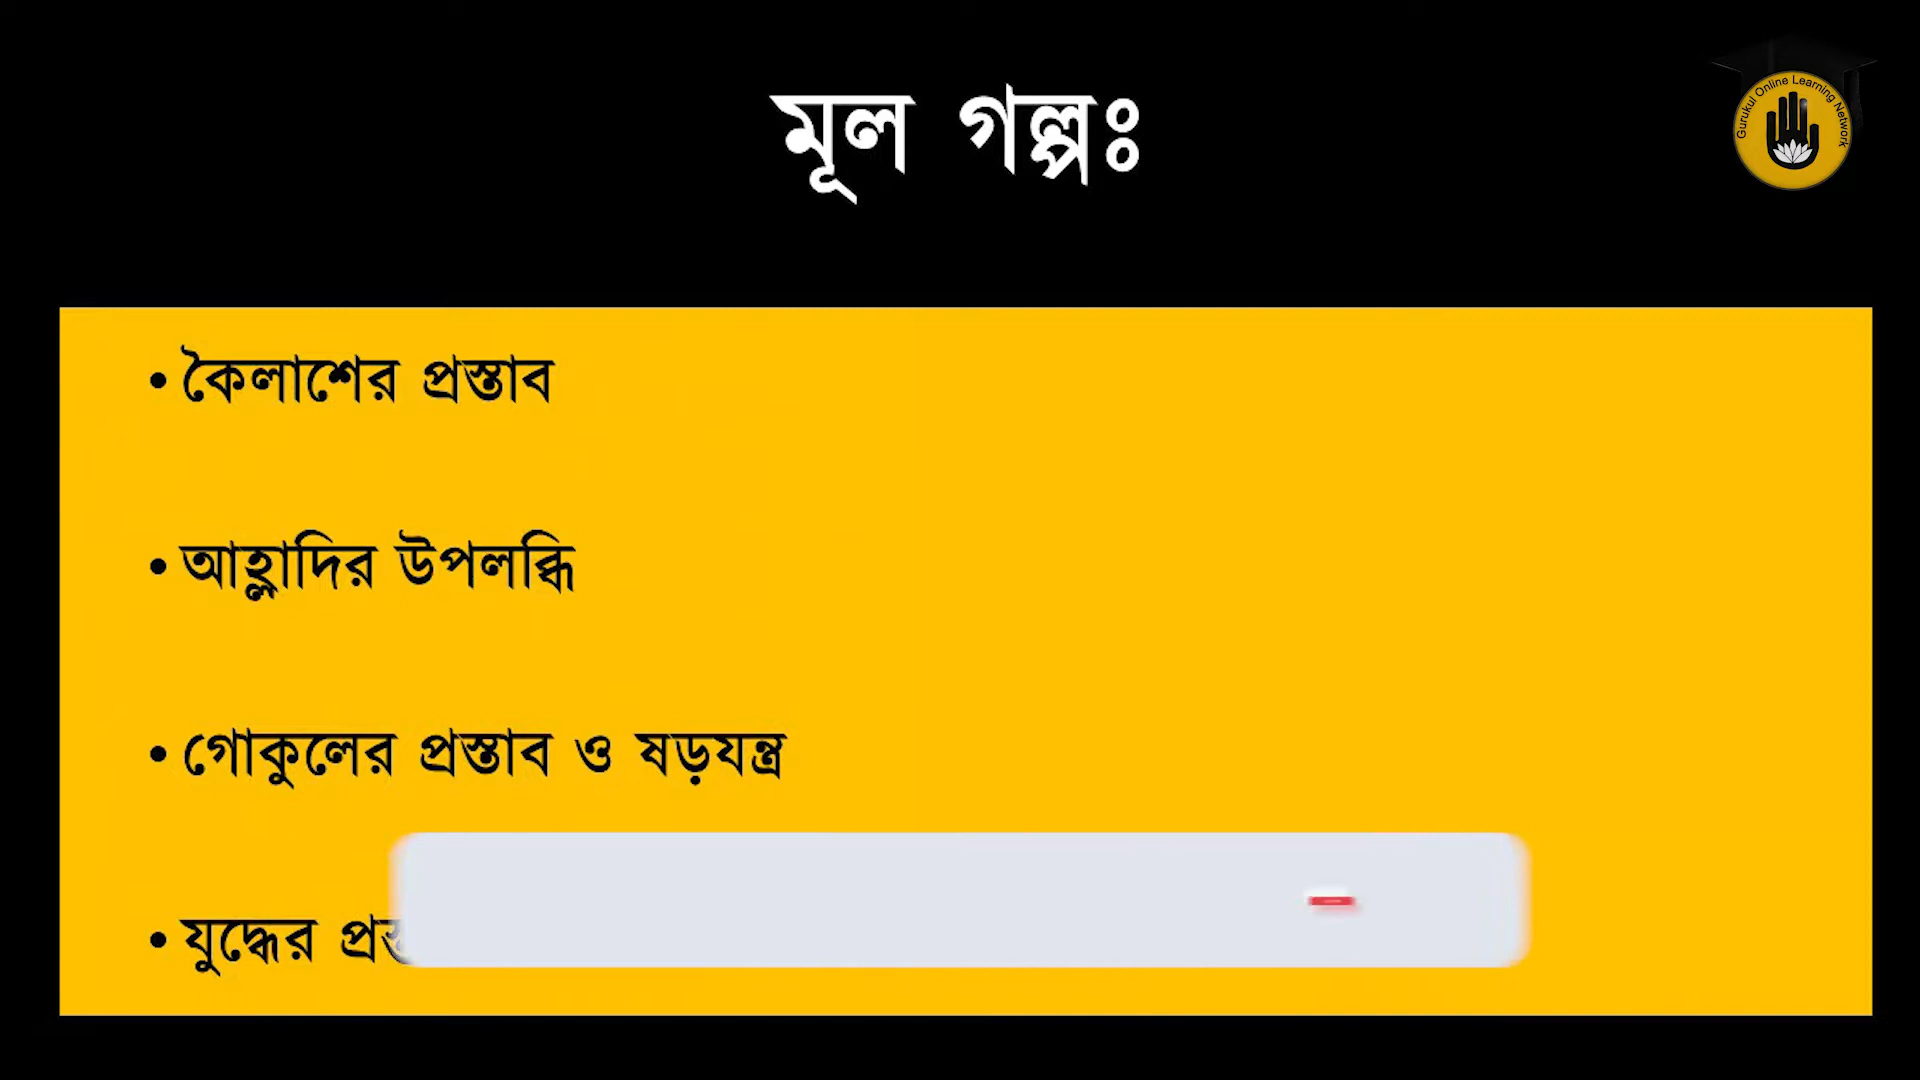 মূল গল্পঃ
Gurukul Online Learning Network
• কৈলাশের প্রস্তাব
• আহ্লাদির উপলব্ধি
• গোকুলের প্রস্তাব ও ষড়যন্ত্র
• যুদ্ধের